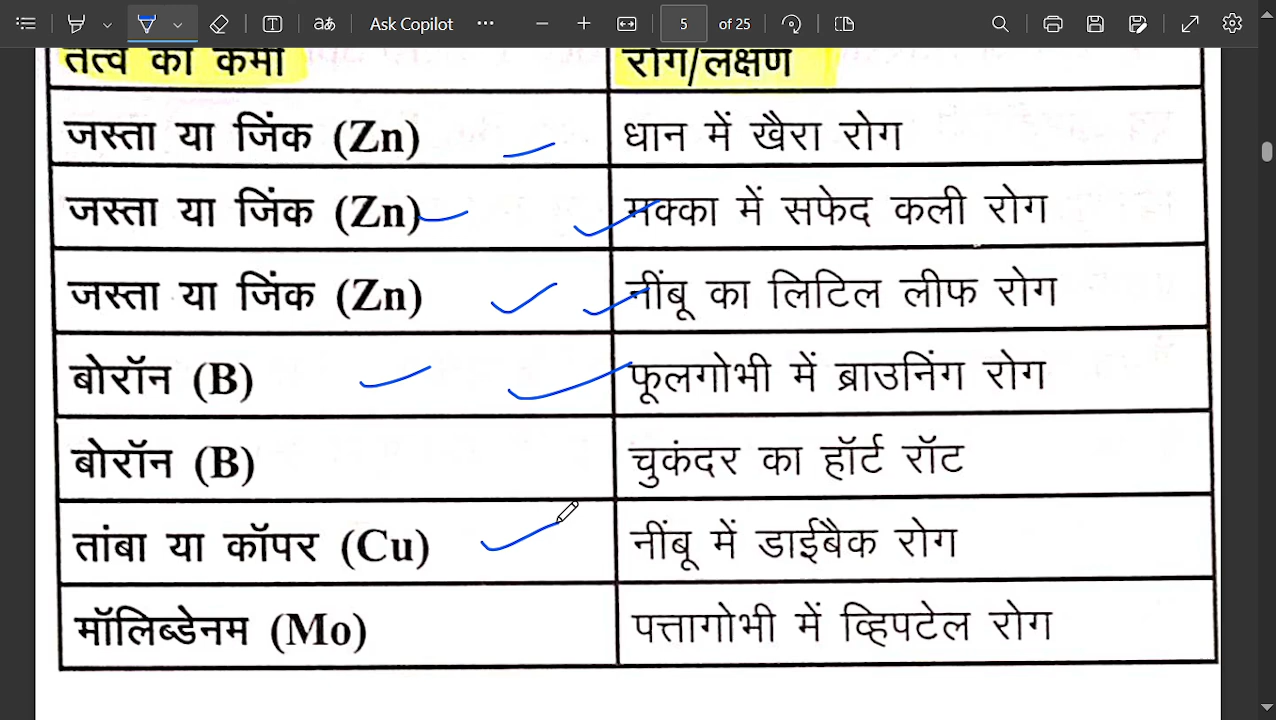 Ask Copilot
5 of 25
तत्व की कमी रोग/लक्षण
जस्ता या जिंक (Zn) धान में खैरा रोग
जस्ता या जिंक (Zn) मक्का में सफेद कली रोग
जस्ता या जिंक (Zn) नींबू का लिटिल लीफ रोग
बोरॉन (B) फूलगोभी में ब्राउनिंग रोग
बोरॉन (B) चुकंदर का हॉर्ट रॉट
तांबा या कॉपर (Cu) नींबू में डाईबैक रोग
मॉलिब्डेनम (Mo) पत्तागोभी में व्हिपटेल रोग